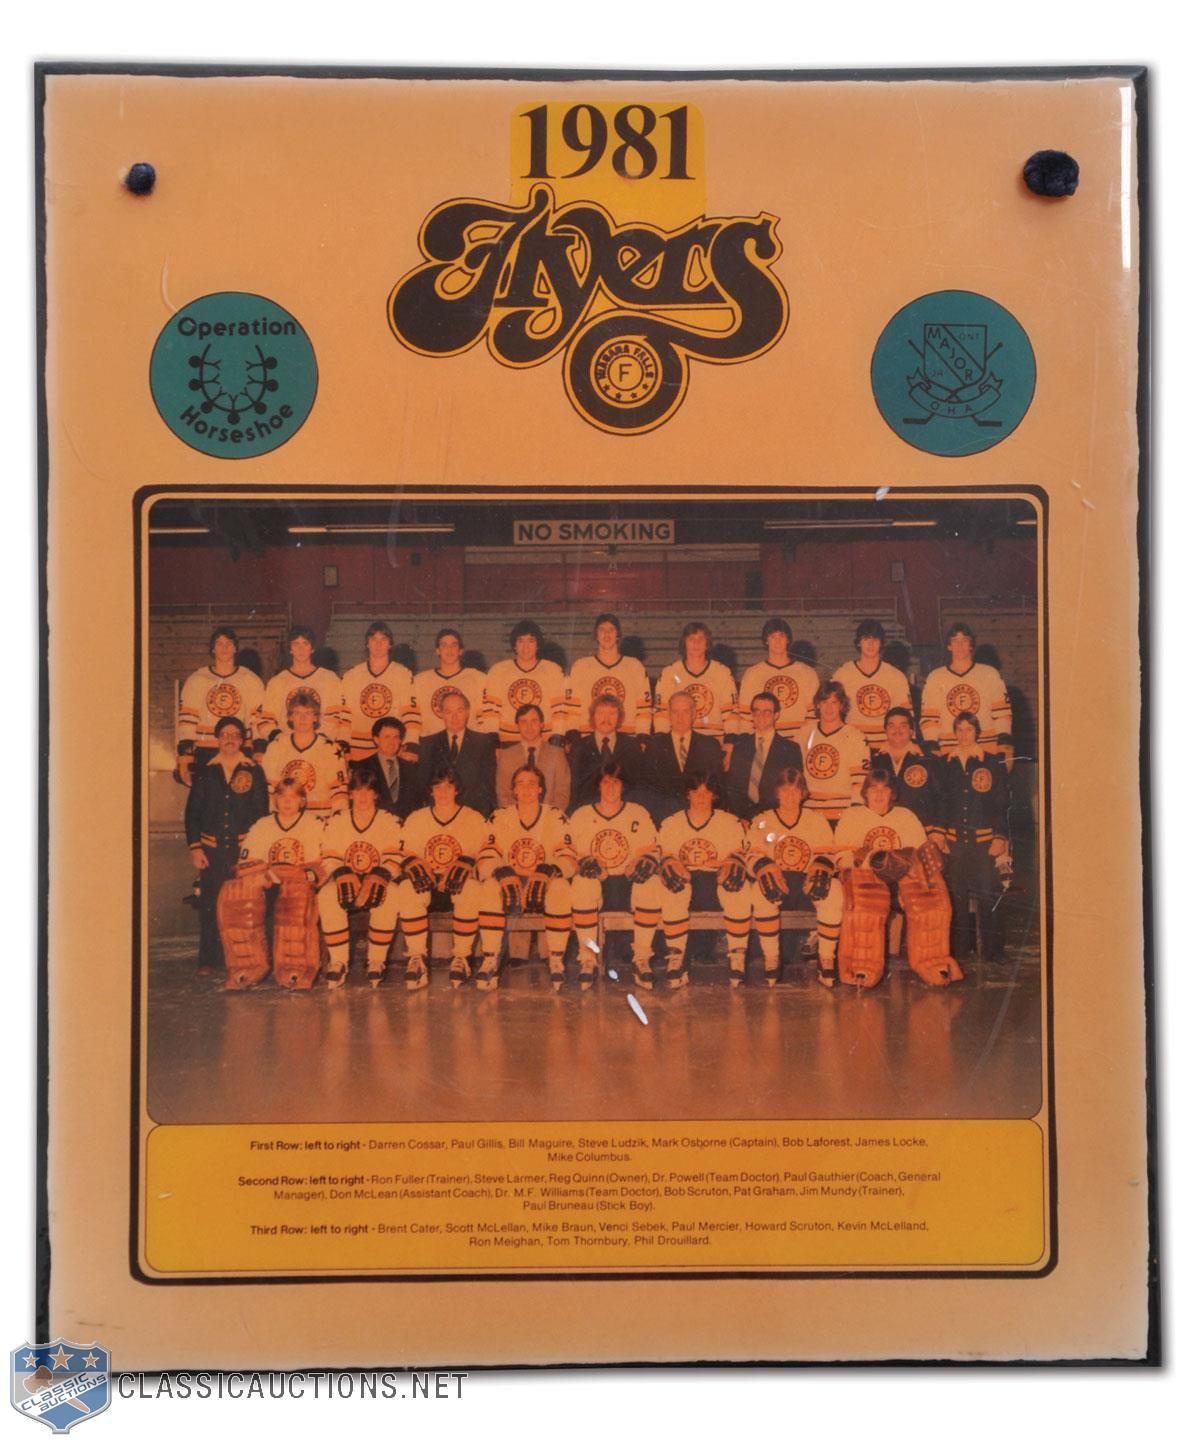 1981
Flyers
NIAGARA FALLS
F
Operation
Horseshoe
MAJOR
ONT
JR
O H A
NO SMOKING
First Row: left to right - Darren Cossar, Paul Gillis, Bill Maguire, Steve Ludzik, Mark Osborne (Captain), Bob Laforest, James Locke,
Mike Columbus.
Second Row: left to right - Ron Fuller (Trainer), Steve Larmer, Reg Quinn (Owner), Dr. Powell (Team Doctor), Paul Gauthier (Coach, General
Manager), Don McLean (Assistant Coach), Dr. M.F. Williams (Team Doctor), Bob Scruton, Pat Graham, Jim Mundy (Trainer),
Paul Bruneau (Stick Boy).
Third Row: left to right - Brent Cater, Scott McLellan, Mike Braun, Venci Sebek, Paul Mercier, Howard Scruton, Kevin McLelland,
Ron Meighan, Tom Thornbury, Phil Drouillard.
CLASSIC
AUCTIONS
CLASSICAUCTIONS.NET